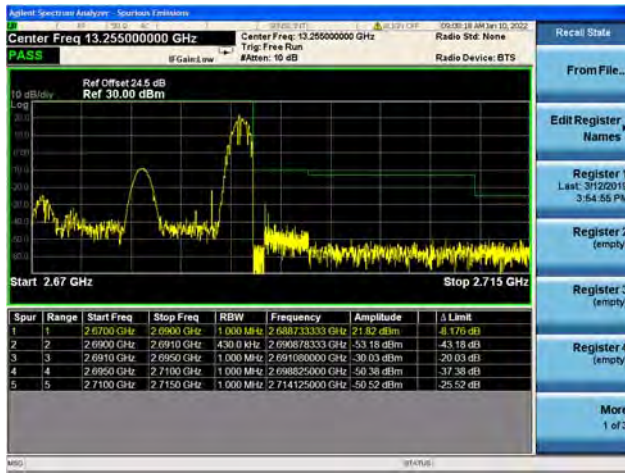 Agilent Spectrum Analyzer - Spurious Emissions
SENSE:INT ALIGN OFF 09:00:18 AM Jan 10, 2022
Center Freq 13.255000000 GHz
Center Freq: 13.255000000 GHz
Radio Std: None
Trig: Free Run
PASS
IFGain:Low
#Atten: 10 dB
Radio Device: BTS
Ref Offset 24.5 dB
10 dB/div
Ref 30.00 dBm
Log
Start 2.67 GHz
Stop 2.715 GHz
Spur Range Start Freq Stop Freq RBW Frequency Amplitude Δ Limit
1 1 2.6700 GHz 2.6900 GHz 1.000 MHz 2.688733333 GHz 21.82 dBm -8.176 dB
2 2 2.6900 GHz 2.6910 GHz 430.0 kHz 2.690878333 GHz -53.18 dBm -43.18 dB
3 3 2.6910 GHz 2.6950 GHz 1.000 MHz 2.691080000 GHz -30.03 dBm -20.03 dB
4 4 2.6950 GHz 2.7100 GHz 1.000 MHz 2.698825000 GHz -50.38 dBm -37.38 dB
5 5 2.7100 GHz 2.7150 GHz 1.000 MHz 2.714125000 GHz -50.52 dBm -25.52 dB
MSG
STATUS
Recall State
From File...
Edit Register
Names
Register 1
Last: 3/12/2019
3:54:55 PM
Register 2
(empty)
Register 3
(empty)
Register 4
(empty)
More
1 of 3